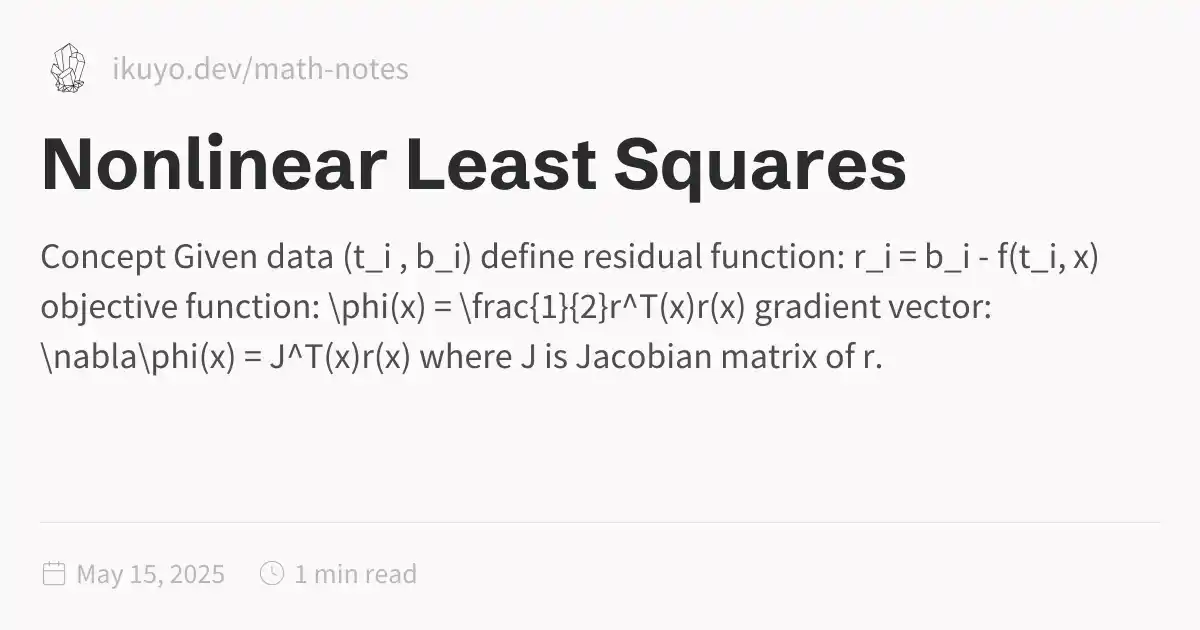 ikuyo.dev/math-notes
Nonlinear Least Squares
Concept Given data (t_i , b_i) define residual function: r_i = b_i - f(t_i, x)
objective function: \phi(x) = \frac{1}{2}r^T(x)r(x) gradient vector:
\nabla\phi(x) = J^T(x)r(x) where J is Jacobian matrix of r.
May 15, 2025 1 min read